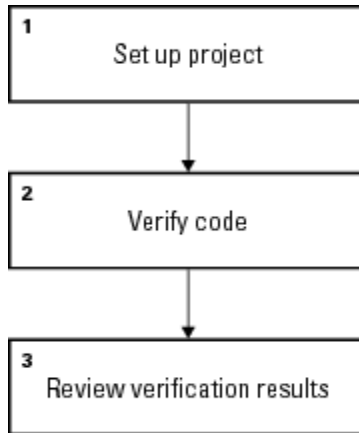 1
Set up project
2
Verify code
3
Review verification results